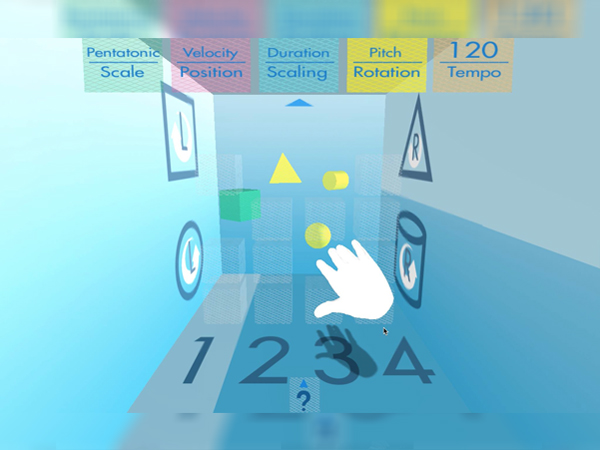 Pentatonic Velocity Duration Pitch 120
Scale Position Scaling Rotation Tempo
L R
L R
1 2 3 4
?